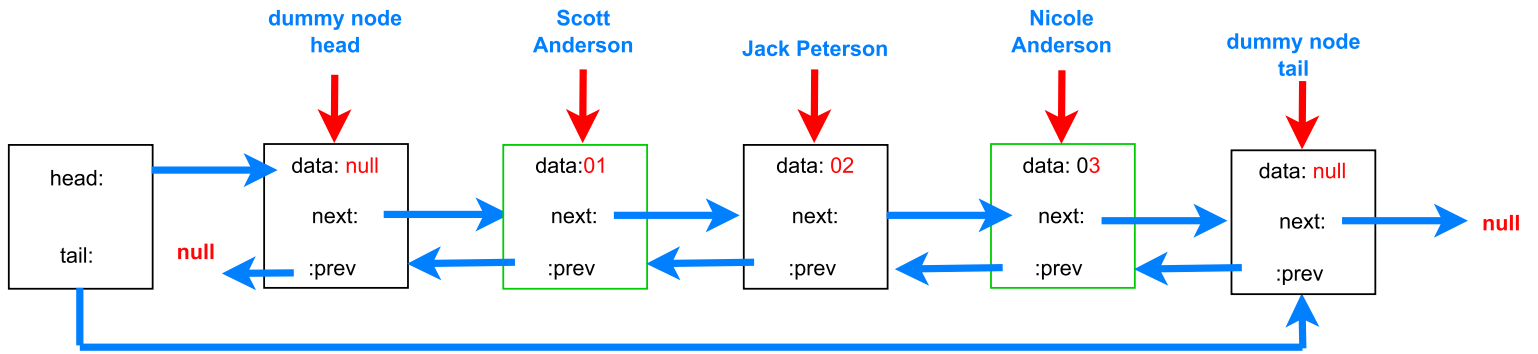 dummy node
head
Scott
Anderson
Jack Peterson
Nicole
Anderson
dummy node
tail
head:
tail:
null
data: null
next:
:prev
data:01
next:
:prev
data: 02
next:
:prev
data: 03
next:
:prev
data: null
next:
:prev
null